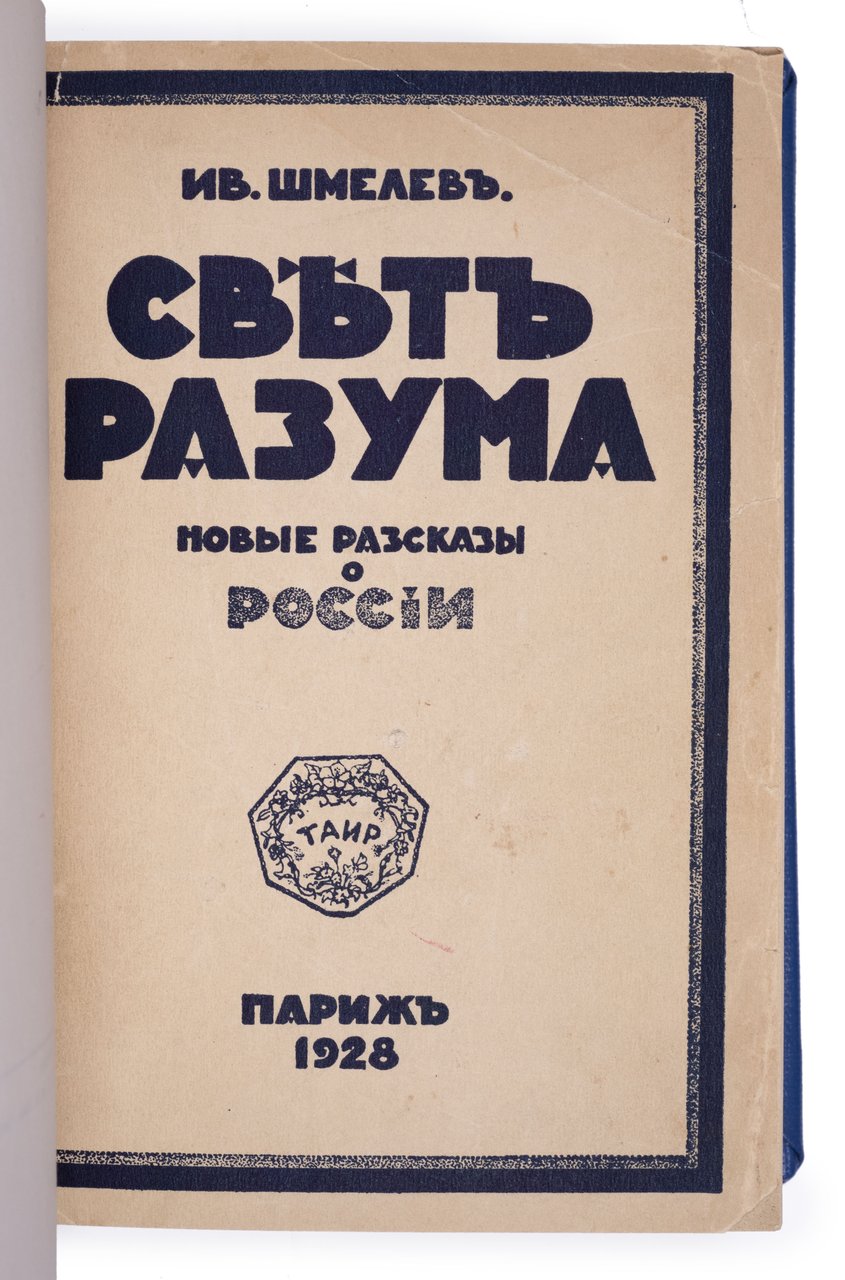 ИВ. ШМЕЛЕВЪ.
СВѢТЪ
РАЗУМА
НОВЫЕ РАЗСКАЗЫ
О
РОССІИ
ТАИР
ПАРИЖЪ
1928